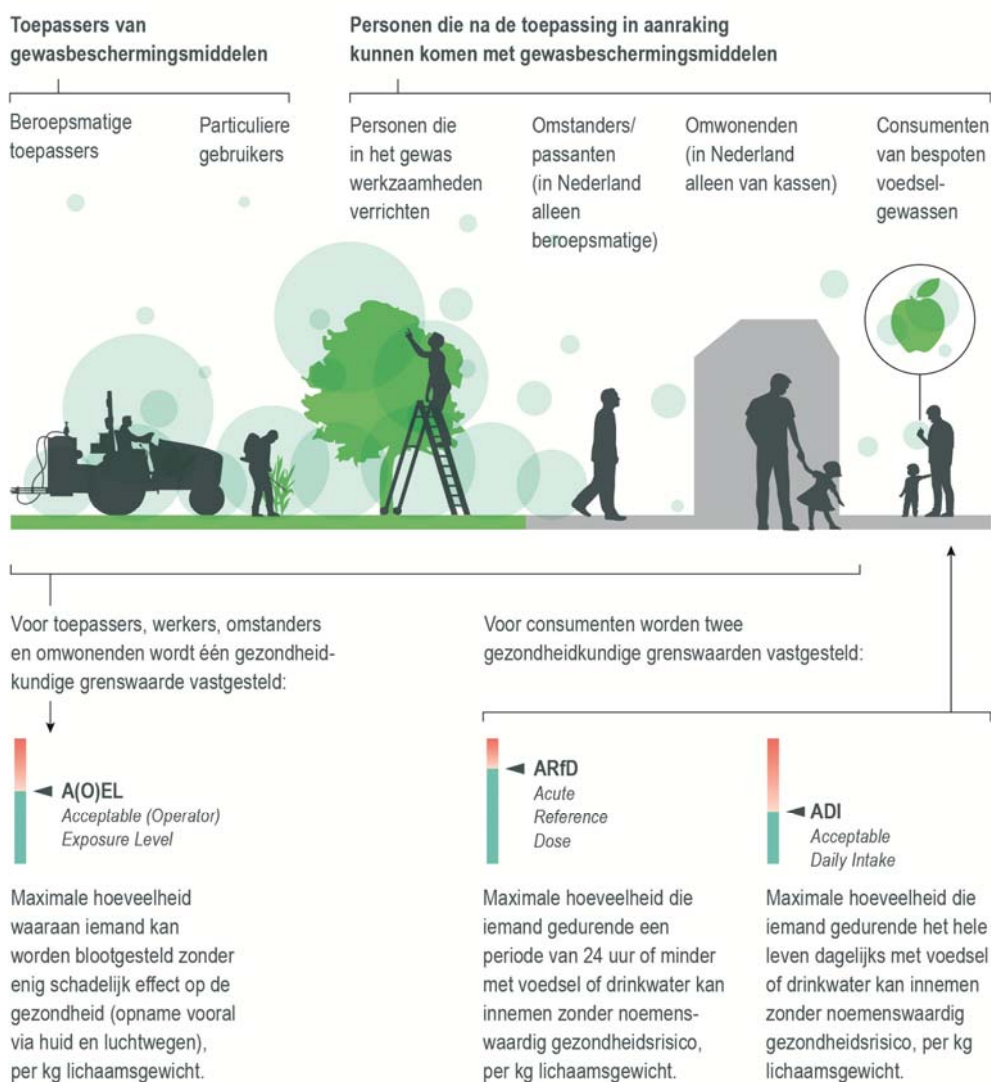 Toepassers van
gewasbeschermingsmiddelen
Personen die na de toepassing in aanraking
kunnen komen met gewasbeschermingsmiddelen
Beroepsmatige
toepassers
Particuliere
gebruikers
Personen die
in het gewas
werkzaamheden
verrichten
Omstanders/
passanten
(in Nederland
alleen
beroepsmatige)
Omwonenden
(in Nederland
alleen van kassen)
Consumenten
van bespoten
voedsel-
gewassen
Voor toepassers, werkers, omstanders
en omwonenden wordt één gezondheid-
kundige grenswaarde vastgesteld:
Voor consumenten worden twee
gezondheidkundige grenswaarden vastgesteld:
A(O)EL
Acceptable (Operator)
Exposure Level
Maximale hoeveelheid
waaraan iemand kan
worden blootgesteld zonder
enig schadelijk effect op de
gezondheid (opname vooral
via huid en luchtwegen),
per kg lichaamsgewicht.
ARfD
Acute
Reference
Dose
Maximale hoeveelheid die
iemand gedurende een
periode van 24 uur of minder
met voedsel of drinkwater kan
innemen zonder noemens-
waardig gezondheidsrisico,
per kg lichaamsgewicht.
ADI
Acceptable
Daily Intake
Maximale hoeveelheid die
iemand gedurende het hele
leven dagelijks met voedsel
of drinkwater kan innemen
zonder noemenswaardig
gezondheidsrisico, per kg
lichaamsgewicht.